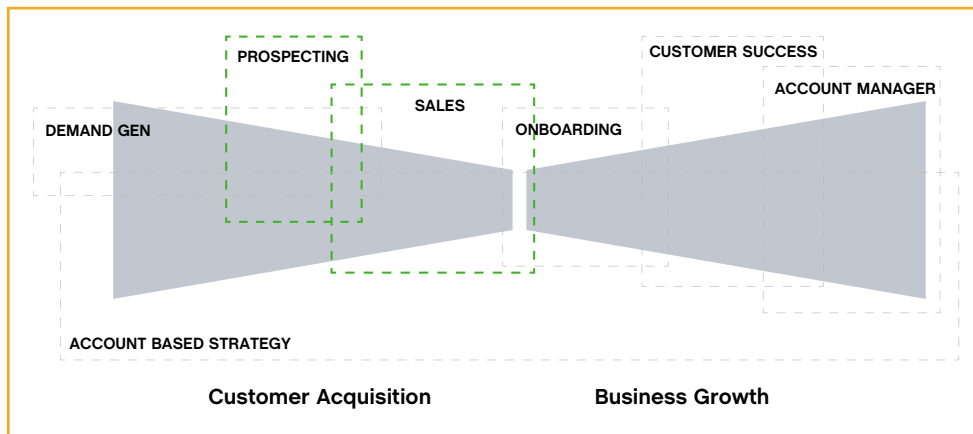 PROSPECTING
CUSTOMER SUCCESS
ACCOUNT MANAGER
SALES
DEMAND GEN
ONBOARDING
ACCOUNT BASED STRATEGY
Customer Acquisition
Business Growth